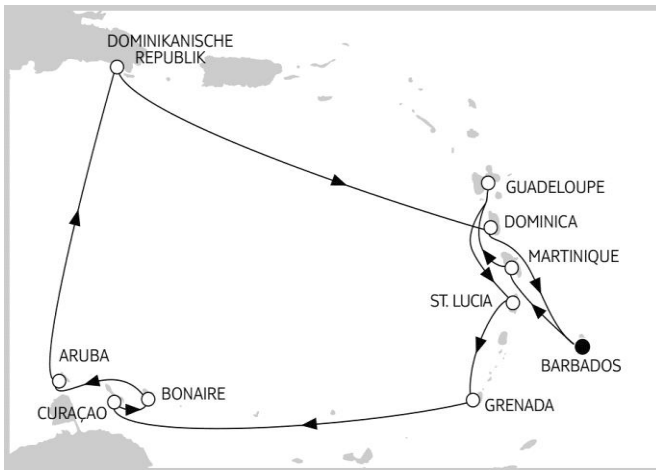 DOMINIKANISCHE
REPUBLIK
GUADELOUPE
DOMINICA
MARTINIQUE
ST. LUCIA
BARBADOS
ARUBA
BONAIRE
CURAÇAO
GRENADA